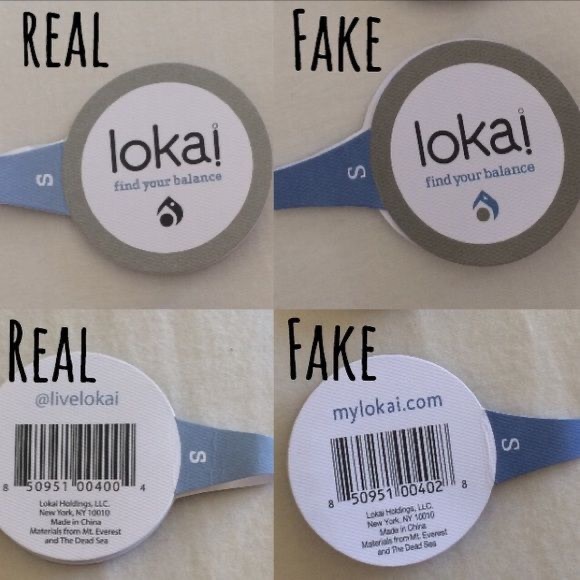 REAL
lokai
find your balance
S
FAKE
lokai
find your balance
S
REAL
@livelokai
8 50951 00400 4
Lokai Holdings, LLC.
New York, NY 10010
Made in China
Materials from Mt. Everest
and The Dead Sea
S
FAKE
mylokai.com
8 50951 00402 8
Lokai Holdings, LLC.
New York, NY 10010
Made in China
Materials from Mt. Everest
and The Dead Sea
S